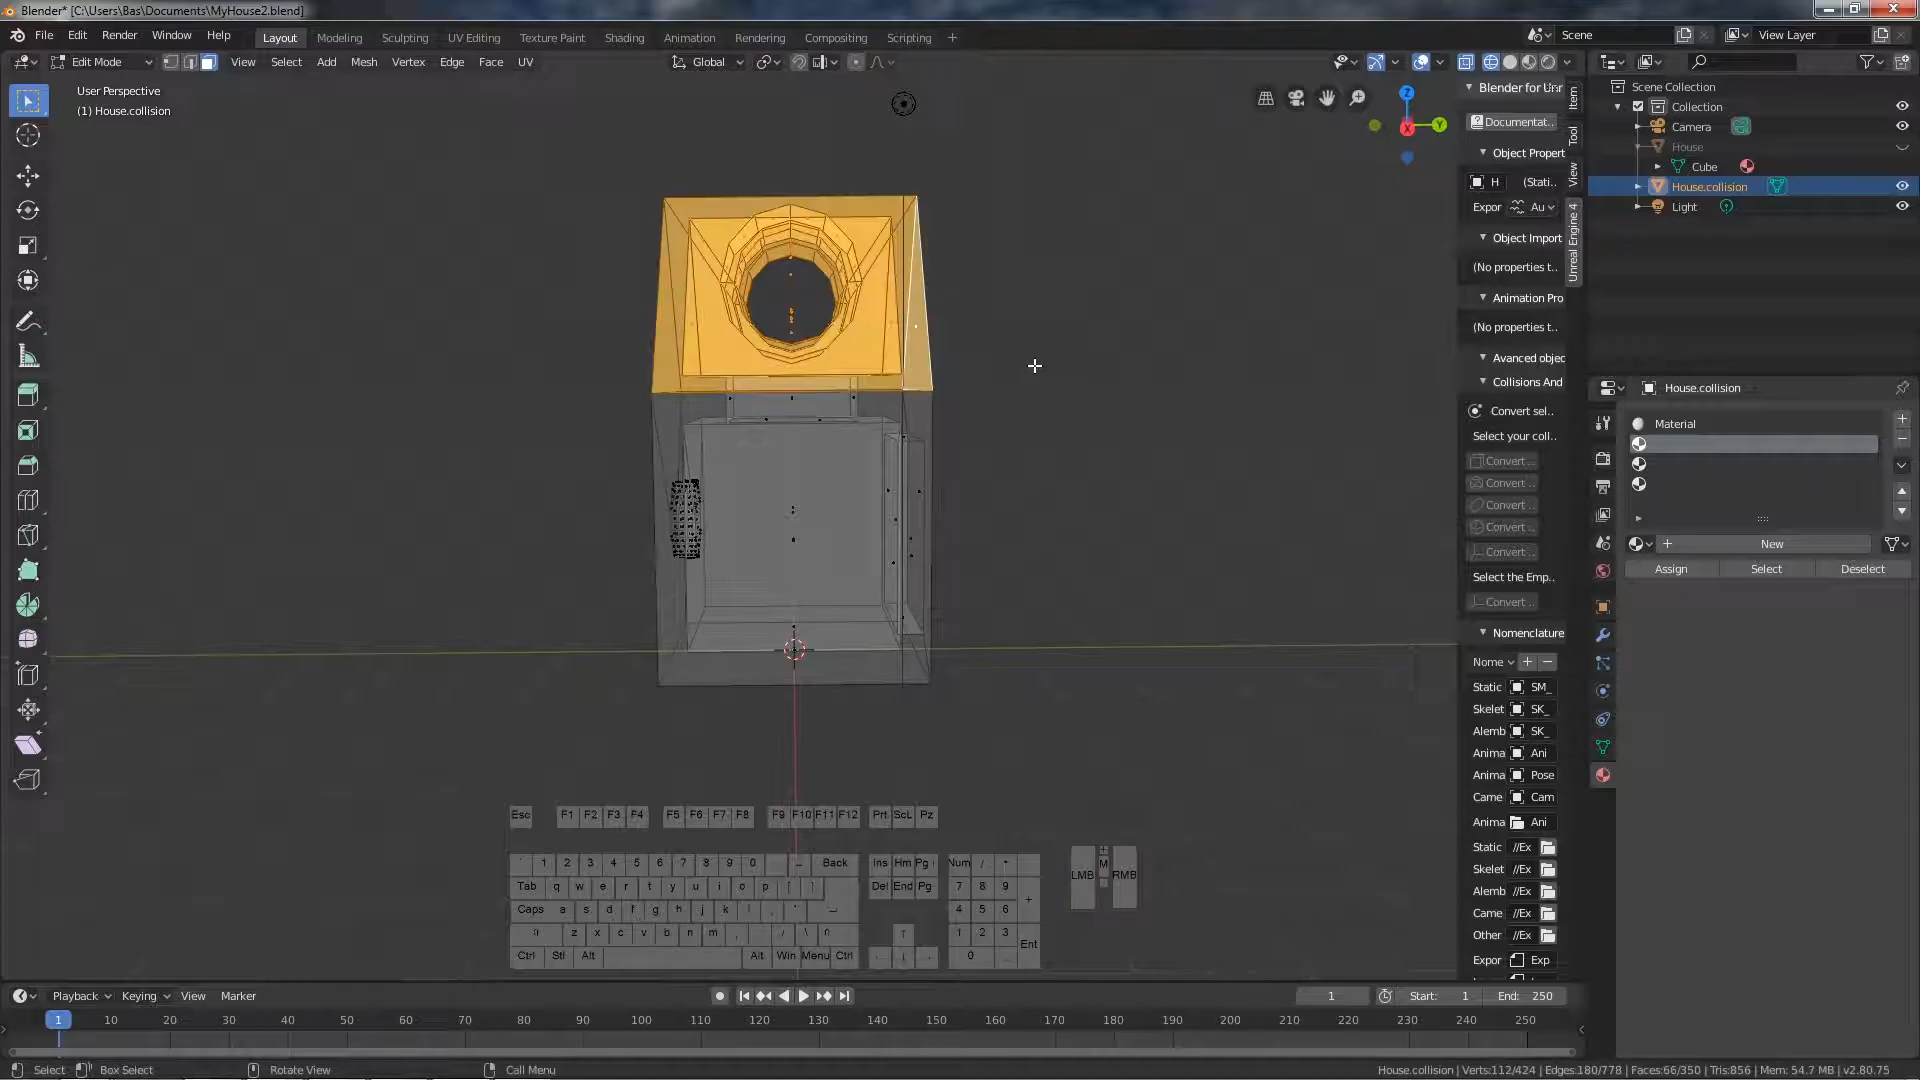 Blender* [C:\Users\Bas\Documents\MyHouse2.blend]
File Edit Render Window Help Layout Modeling Sculpting UV Editing Texture Paint Shading Animation Rendering Compositing Scripting + Scene View Layer
Edit Mode View Select Add Mesh Vertex Edge Face UV Global
User Perspective
(1) House.collision
Z
Y
X
Blender for Unr
Documentat..
Object Propert
H (Stati..
Expor Au
Object Import
(No properties t..
Animation Pro
(No properties t..
Avanced objec
Collisions And
Convert sel..
Select your coll..
Convert ..
Convert ..
Convert ..
Convert ..
Convert ..
Select the Emp..
Convert ..
Nomenclature
Nome + −
Static SM_
Skelet SK_
Alemb SK_
Anima Ani
Anima Pose
Came Cam
Anima Ani
Static //Ex
Skelet //Ex
Alemb //Ex
Came //Ex
Other //Ex
Expor Exp
Item
Tool
View
Unreal Engine 4
Scene Collection
Collection
Camera
House
Cube
House.collision
Light
House.collision
Material
+ New
Assign Select Deselect
Esc F1 F2 F3 F4 F5 F6 F7 F8 F9 F10 F11 F12 Prt ScL Pz
1 2 3 4 5 6 7 8 9 0 Back Ins Hm Pg Num / *
Tab q w e r t y u i o p [ ] Del End Pg 7 8 9 +
Caps a s d f g h j k l 4 5 6
z x c v b n m 1 2 3 Ent
Ctrl Stl Alt Alt Win Menu Ctrl 0
LMB M RMB
Playback Keying View Marker 1 Start: 1 End: 250
1 10 20 30 40 50 60 70 80 90 100 110 120 130 140 150 160 170 180 190 200 210 220 230 240 250
Select Box Select Rotate View Call Menu House.collision | Verts:112/424 | Edges:180/778 | Faces:66/350 | Tris:856 | Mem: 54.7 MB | v2.80.75